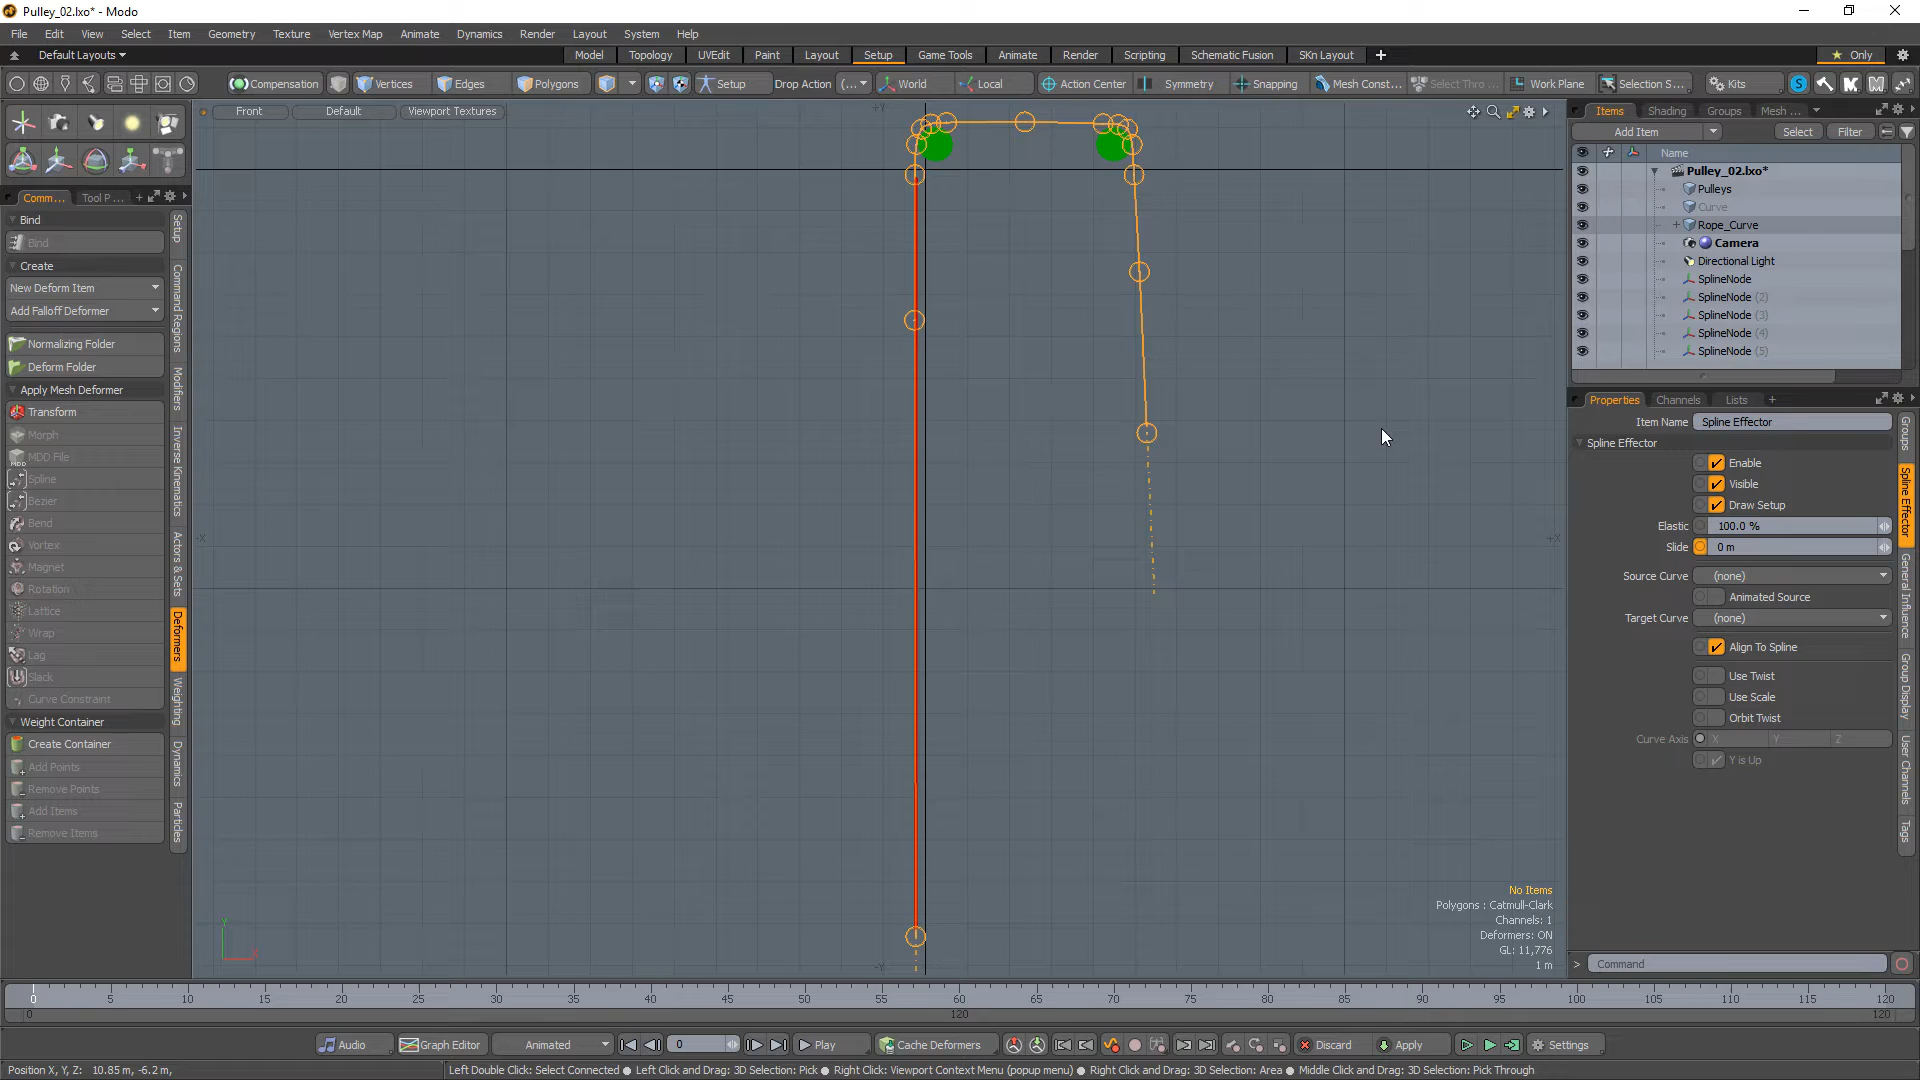 Pulley_02.lxo* - Modo
File Edit View Select Item Geometry Texture Vertex Map Animate Dynamics Render Layout System Help
Default Layouts Model Topology UVEdit Paint Layout Setup Game Tools Animate Render Scripting Schematic Fusion SKn Layout + Only
Compensation Vertices Edges Polygons Setup Drop Action (... World Local Action Center Symmetry Snapping Mesh Const... Select Thro... Work Plane Selection S... Kits
Front Default Viewport Textures
Comm... Tool P... +
Bind
Bind
Create
New Deform Item
Add Falloff Deformer
Normalizing Folder
Deform Folder
Apply Mesh Deformer
Transform
Morph
MDD File
Spline
Bezier
Bend
Vortex
Magnet
Rotation
Lattice
Wrap
Lag
Slack
Curve Constraint
Weight Container
Create Container
Add Points
Remove Points
Add Items
Remove Items
Setup
Command Regions
Modifiers
Inverse Kinematics
Actors & Sets
Deformers
Weighting
Dynamics
Particles
+Y
-X
+X
-Y
Y
X
No Items
Polygons : Catmull-Clark
Channels: 1
Deformers: ON
GL: 11,776
1 m
Items Shading Groups Mesh ...
Add Item Select Filter
Name
Pulley_02.lxo*
Pulleys
Curve
Rope_Curve
Camera
Directional Light
SplineNode
SplineNode (2)
SplineNode (3)
SplineNode (4)
SplineNode (5)
Properties Channels Lists +
Item Name Spline Effector
Spline Effector
Enable
Visible
Draw Setup
Elastic 100.0 %
Slide 0 m
Source Curve (none)
Animated Source
Target Curve (none)
Align To Spline
Use Twist
Use Scale
Orbit Twist
Curve Axis X Y Z
Y is Up
Groups
Spline Effector
General Influence
Group Display
User Channels
Tags
> Command
0 5 10 15 20 25 30 35 40 45 50 55 60 65 70 75 80 85 90 95 100 105 110 115 120
0 120 120
Audio Graph Editor Animated 0 Play Cache Deformers Discard Apply Settings
Position X, Y, Z: 10.85 m, -6.2 m, Left Double Click: Select Connected ● Left Click and Drag: 3D Selection: Pick ● Right Click: Viewport Context Menu (popup menu) ● Right Click and Drag: 3D Selection: Area ● Middle Click and Drag: 3D Selection: Pick Through